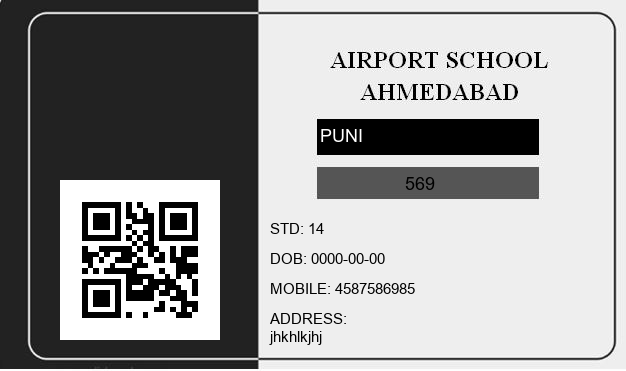 AIRPORT SCHOOL
AHMEDABAD
PUNI
569
STD: 14
DOB: 0000-00-00
MOBILE: 4587586985
ADDRESS:
jhkhlkjhj